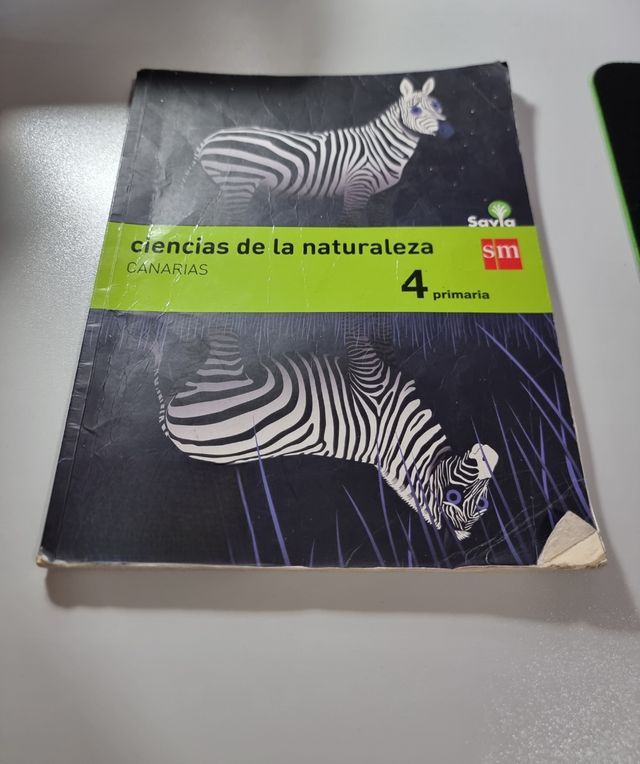 Savia
ciencias de la naturaleza
sm
CANARIAS
4 primaria